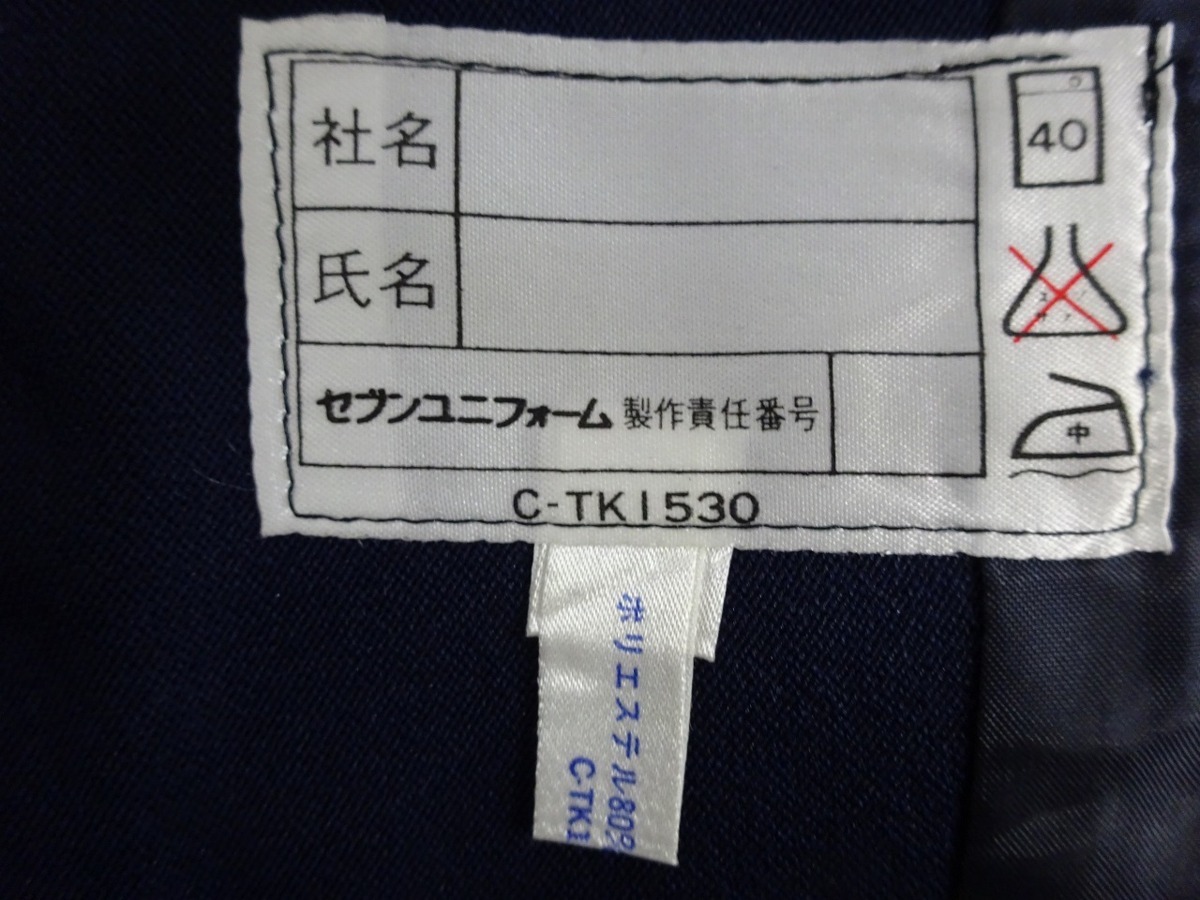 社名
氏名
セブンユニフォーム 製作責任番号
C-TK1530
40
中
ポリエステル80%
C-TK1